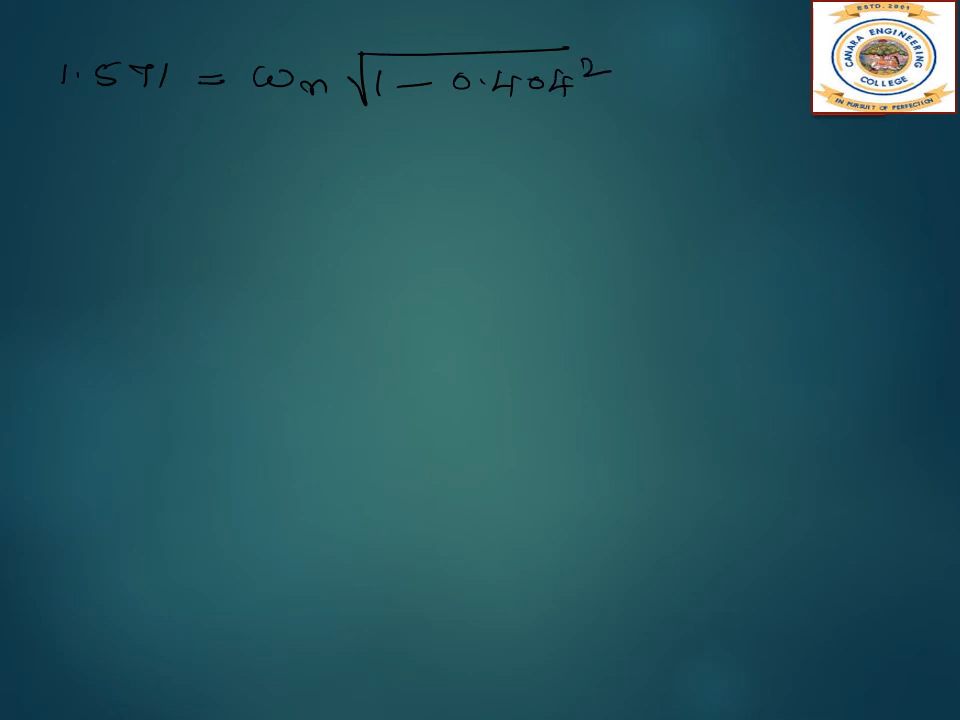 1.571 = ωn √1 - 0.404²
ESTD. 2001
CANARA ENGINEERING COLLEGE
IN PURSUIT OF PERFECTION